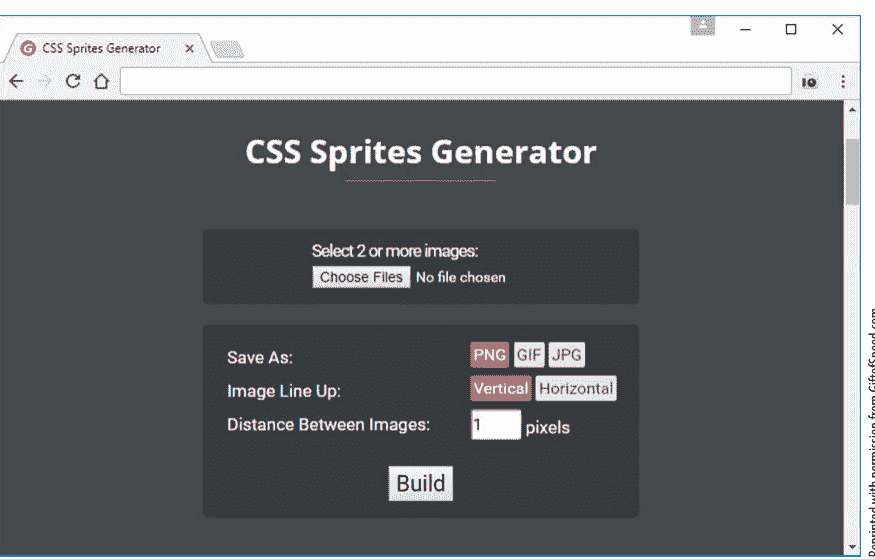 CSS Sprites Generator
CSS Sprites Generator
Select 2 or more images:
Choose Files No file chosen
Save As: PNG GIF JPG
Image Line Up: Vertical Horizontal
Distance Between Images: 1 pixels
Build
Reprinted with permission from GiftofSpeed.com